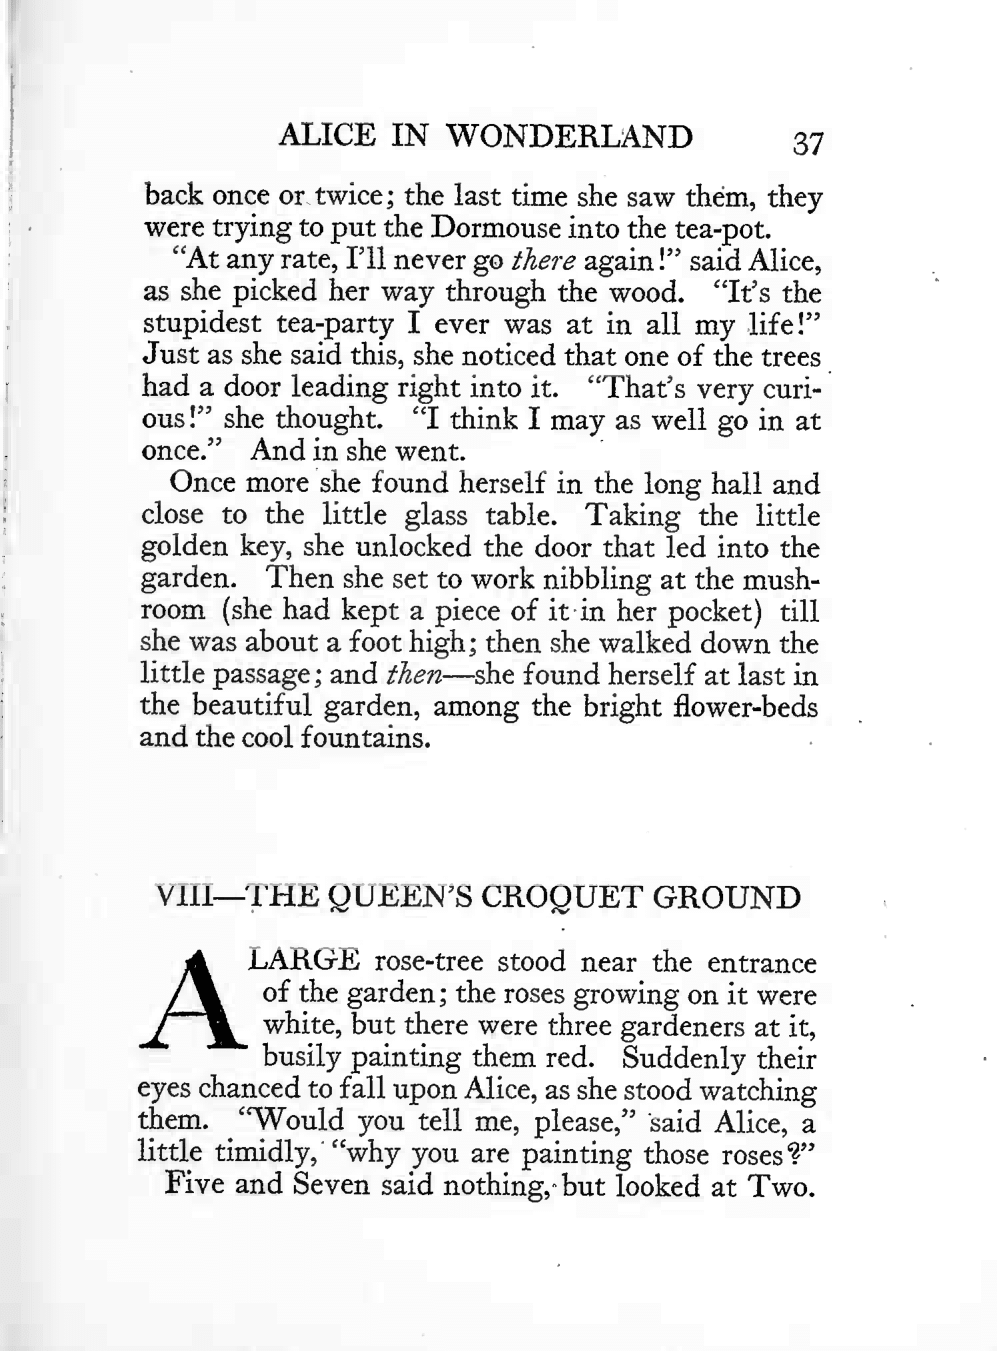 ALICE IN WONDERLAND 37
back once or twice; the last time she saw them, they
were trying to put the Dormouse into the tea-pot.
“At any rate, I’ll never go there again!” said Alice,
as she picked her way through the wood. “It’s the
stupidest tea-party I ever was at in all my life!”
Just as she said this, she noticed that one of the trees
had a door leading right into it. “That’s very curi-
ous!” she thought. “I think I may as well go in at
once.” And in she went.
Once more she found herself in the long hall and
close to the little glass table. Taking the little
golden key, she unlocked the door that led into the
garden. Then she set to work nibbling at the mush-
room (she had kept a piece of it in her pocket) till
she was about a foot high; then she walked down the
little passage; and then—she found herself at last in
the beautiful garden, among the bright flower-beds
and the cool fountains.
VIII—THE QUEEN’S CROQUET GROUND
A LARGE rose-tree stood near the entrance
of the garden; the roses growing on it were
white, but there were three gardeners at it,
busily painting them red. Suddenly their
eyes chanced to fall upon Alice, as she stood watching
them. “Would you tell me, please,” said Alice, a
little timidly, “why you are painting those roses?”
Five and Seven said nothing, but looked at Two.